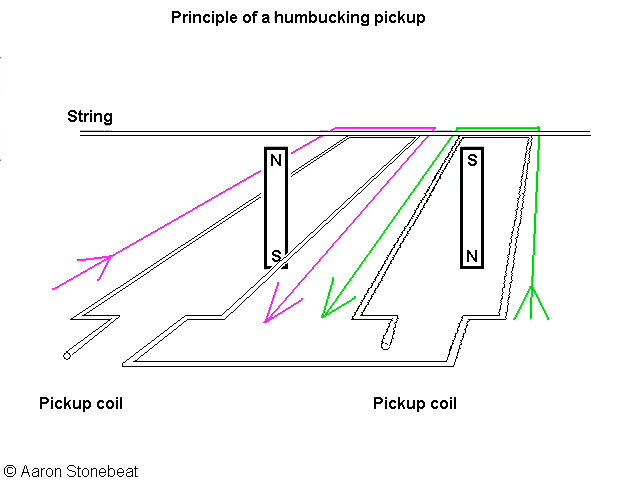 Principle of a humbucking pickup
String
N
S
S
N
Pickup coil
Pickup coil
© Aaron Stonebeat